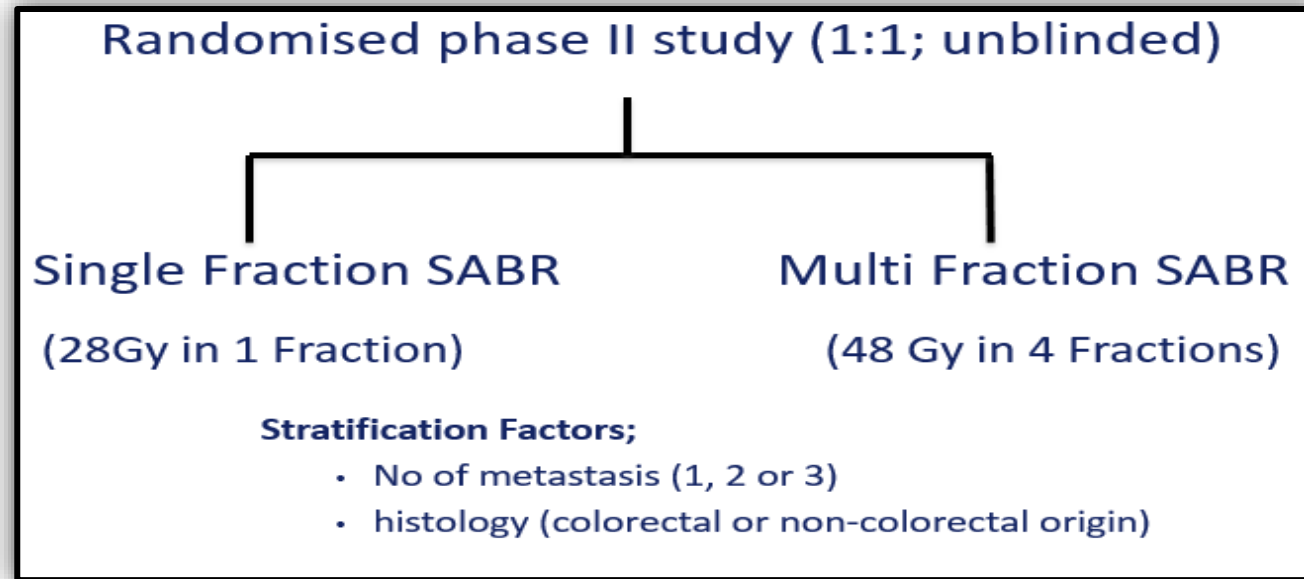 Randomised phase II study (1:1; unblinded)
Single Fraction SABR
(28Gy in 1 Fraction)
Multi Fraction SABR
(48 Gy in 4 Fractions)
Stratification Factors;
• No of metastasis (1, 2 or 3)
• histology (colorectal or non-colorectal origin)